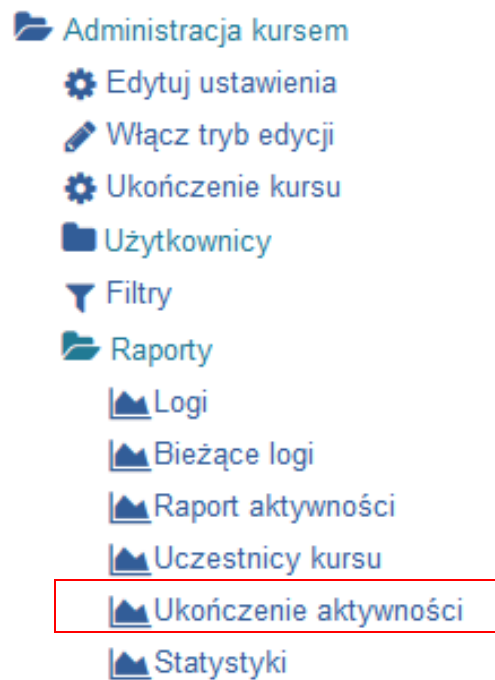 Administracja kursem
Edytuj ustawienia
Włącz tryb edycji
Ukończenie kursu
Użytkownicy
Filtry
Raporty
Logi
Bieżące logi
Raport aktywności
Uczestnicy kursu
Ukończenie aktywności
Statystyki